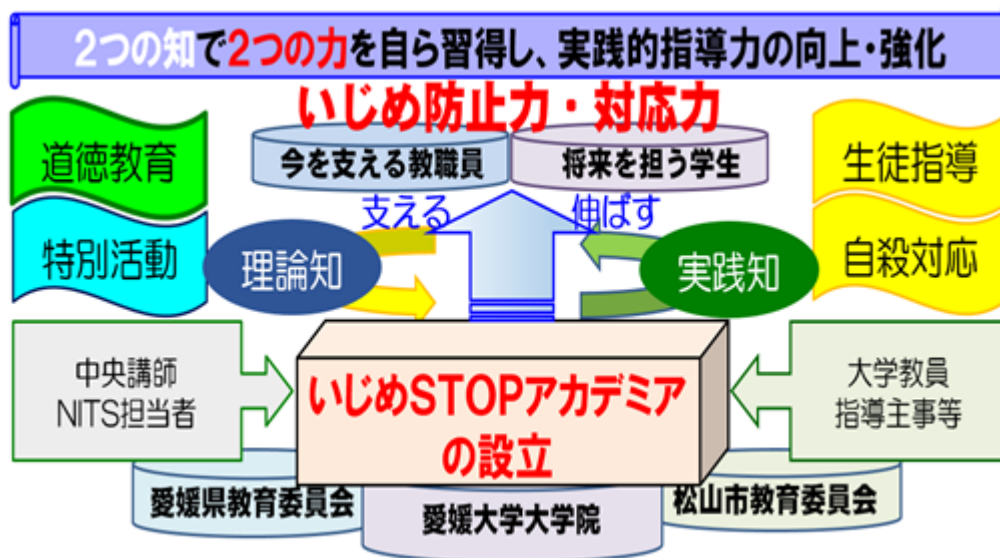 2つの知で2つの力を自ら習得し、実践的指導力の向上・強化
いじめ防止力・対応力
今を支える教職員
将来を担う学生
道徳教育
特別活動
支える
伸ばす
理論知
実践知
生徒指導
自殺対応
中央講師
NITS担当者
いじめSTOPアカデミア
の設立
大学教員
指導主事等
愛媛県教育委員会
愛媛大学大学院
松山市教育委員会